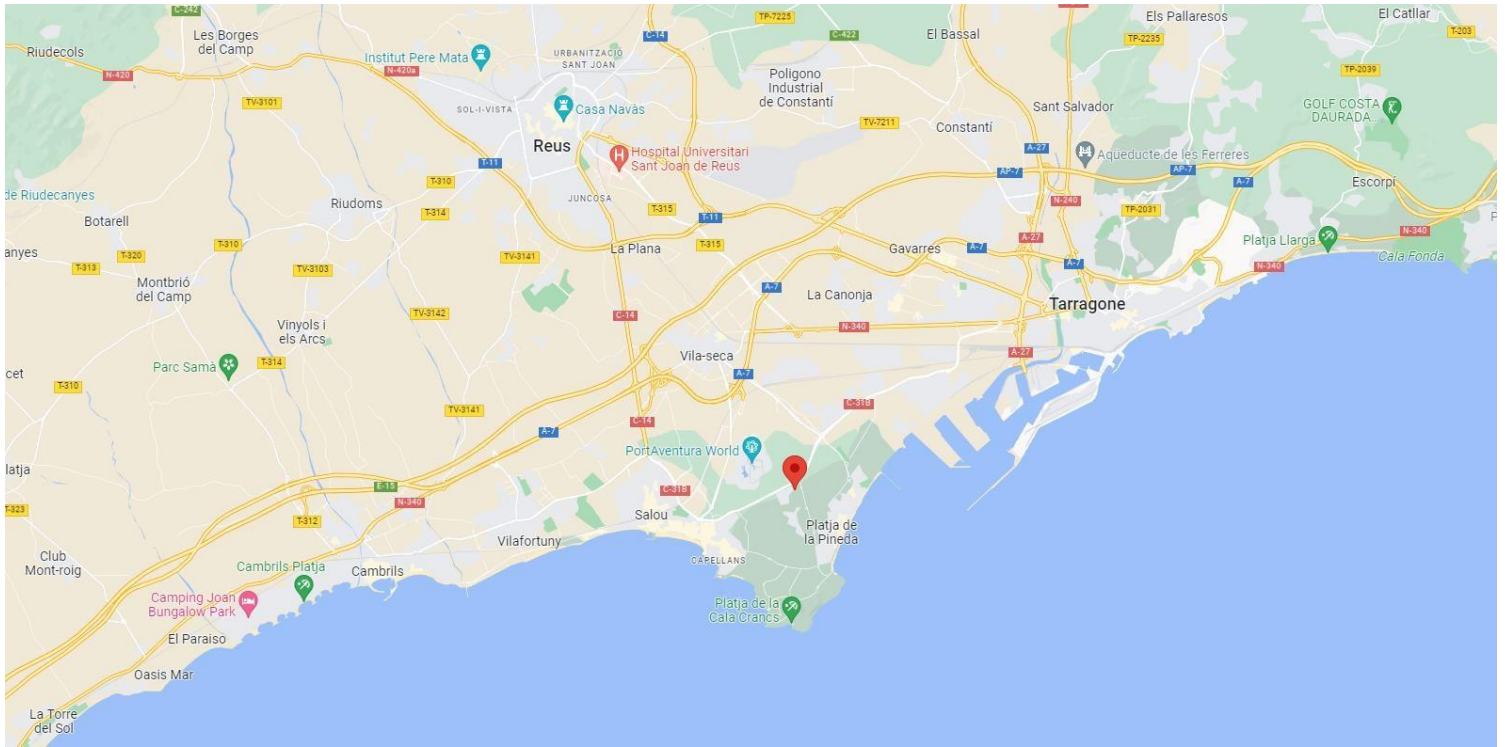 C-242
TP-7225
Els Pallaresos
El Catllar
Les Borges
del Camp
Riudecols
C-14
C-422
El Bassal
TP-2235
T-203
Institut Pere Mata
URBANITZACIÓ
SANT JOAN
N-420
N-420a
Poligono
Industrial
de Constantí
TP-2039
TV-3101
SOL-I-VISTA
Casa Navàs
Sant Salvador
GOLF COSTA
DAURADA...
TV-7211
Constantí
Reus
Hospital Universitari
Sant Joan de Reus
A-27
Aqüeducte de les Ferreres
T-11
AP-7
AP-7
A-7
Escorpí
T-310
de Riudecanyes
Riudoms
JUNCOSA
N-240
T-314
T-315
T-11
TP-2031
Botarell
T-310
La Plana
T-315
Gavarres
A-7
A-27
Platja Llarga
N-340
anyes
T-320
TV-3141
A-7
N-340
Cala Fonda
T-313
TV-3103
Montbrió
del Camp
A-7
La Canonja
Tarragone
TV-3142
C-14
Vinyols i
els Arcs
N-340
Parc Samà
T-314
Vila-seca
A-27
cet
T-310
A-7
TV-3141
C-31B
C-14
A-7
PortAventura World
latja
E-15
C-31B
N-340
T-323
T-312
Salou
Platja de
la Pineda
Vilafortuny
Club
Mont-roig
Cambrils Platja
Cambrils
CAPELLANS
Camping Joan
Bungalow Park
Platja de la
Cala Crancs
El Paraiso
Oasis Mar
La Torre
del Sol